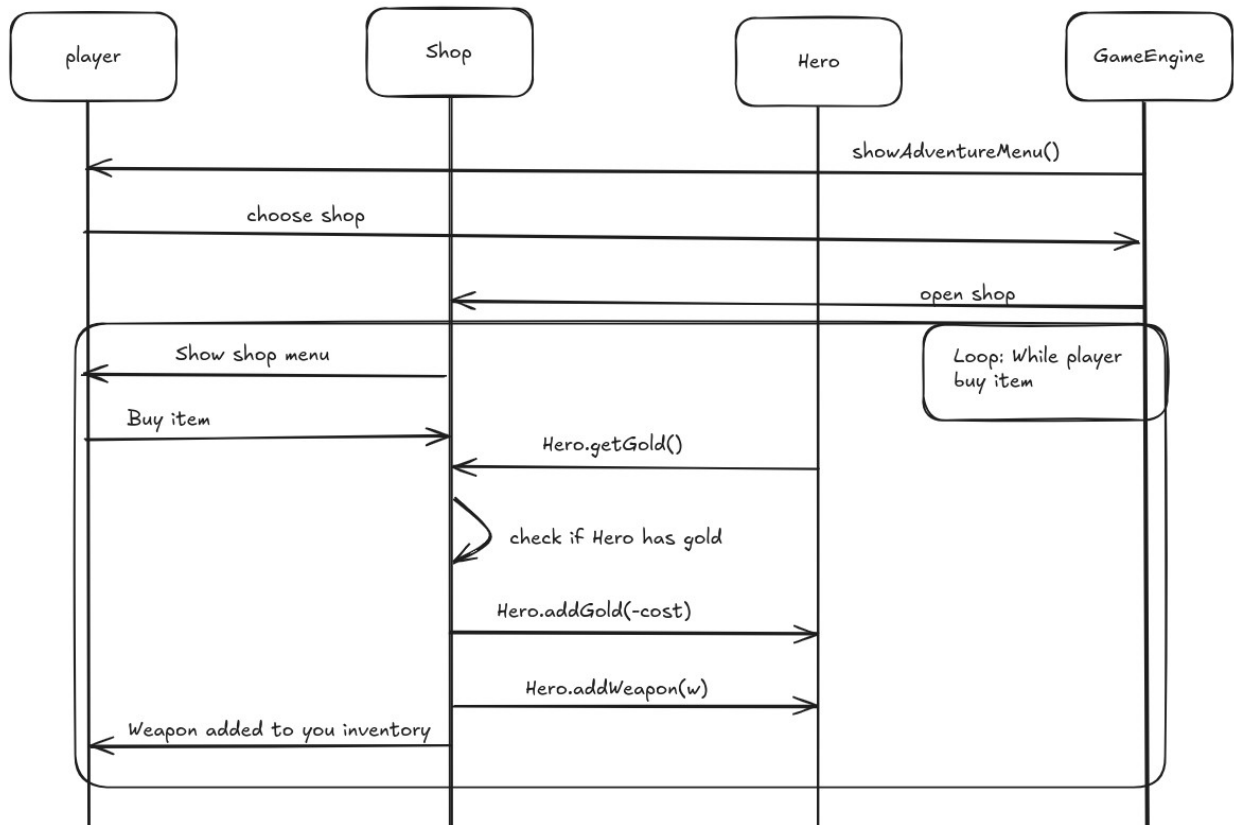 player
Shop
Hero
GameEngine
showAdventureMenu()
choose shop
open shop
Show shop menu
Loop: While player
buy item
Buy item
Hero.getGold()
check if Hero has gold
Hero.addGold(-cost)
Hero.addWeapon(w)
Weapon added to you inventory